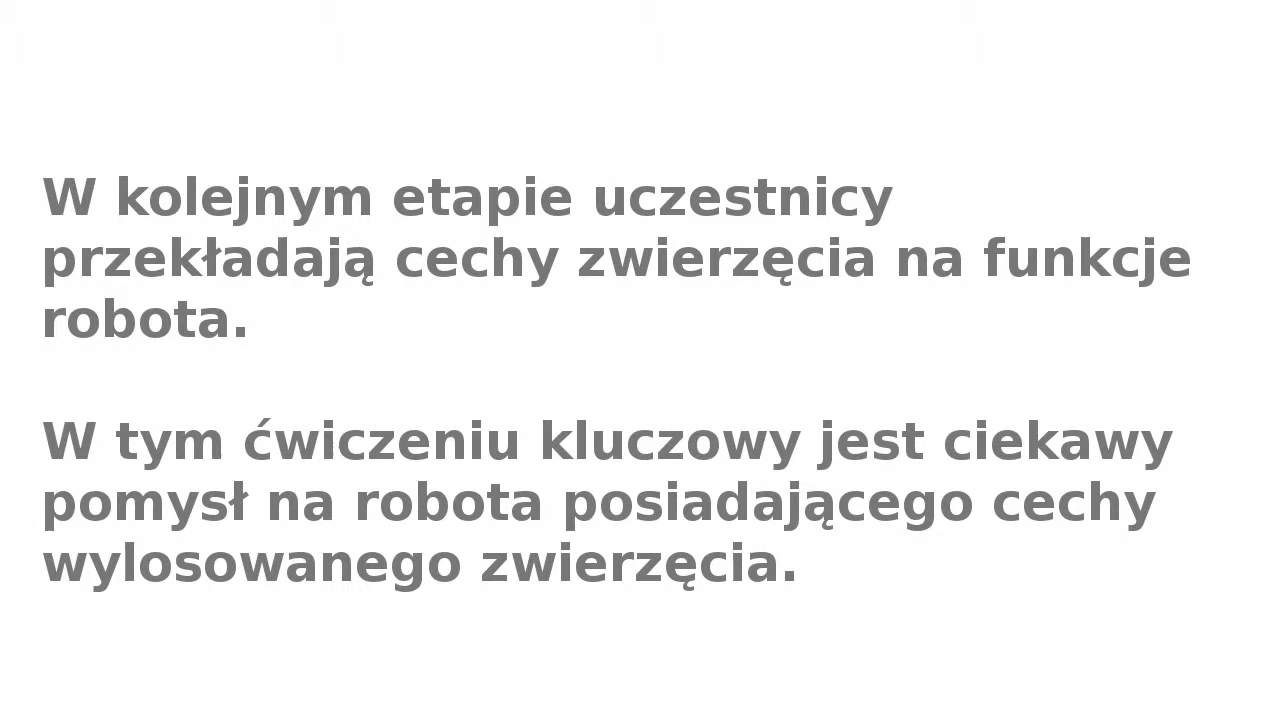 W kolejnym etapie uczestnicy
przekładają cechy zwierzęcia na funkcje
robota.
W tym ćwiczeniu kluczowy jest ciekawy
pomysł na robota posiadającego cechy
wylosowanego zwierzęcia.